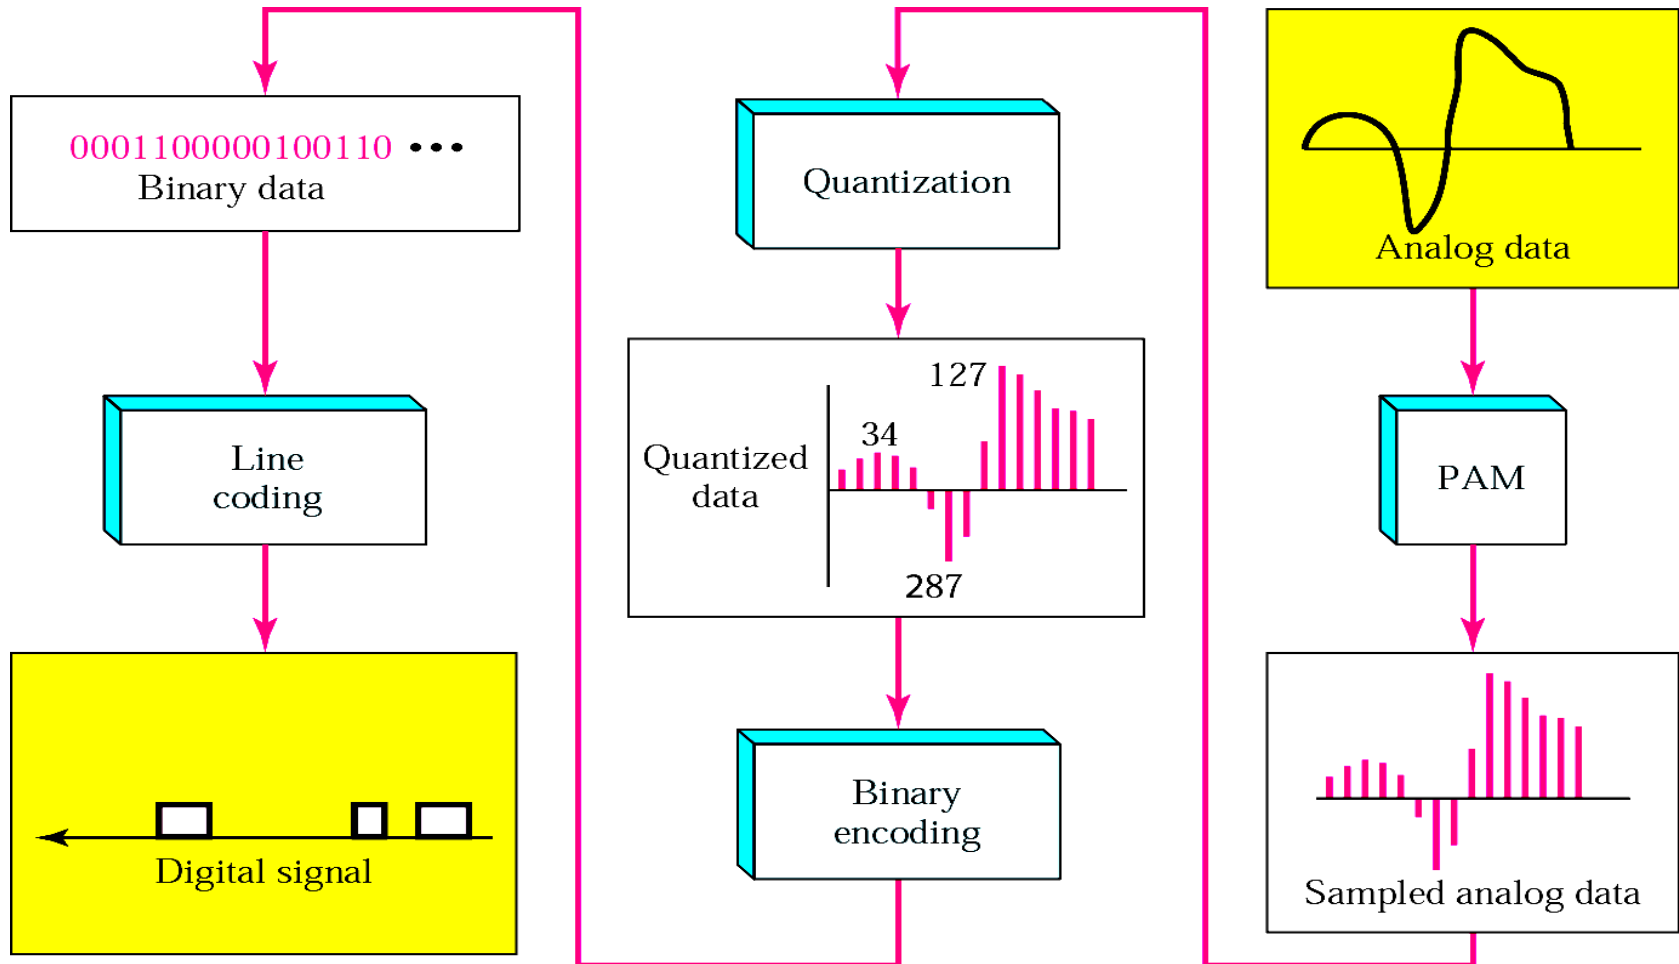 0001100000100110 •••
Binary data
Line
coding
Digital signal
Quantization
127
34
Quantized
data
287
Binary
encoding
Analog data
PAM
Sampled analog data